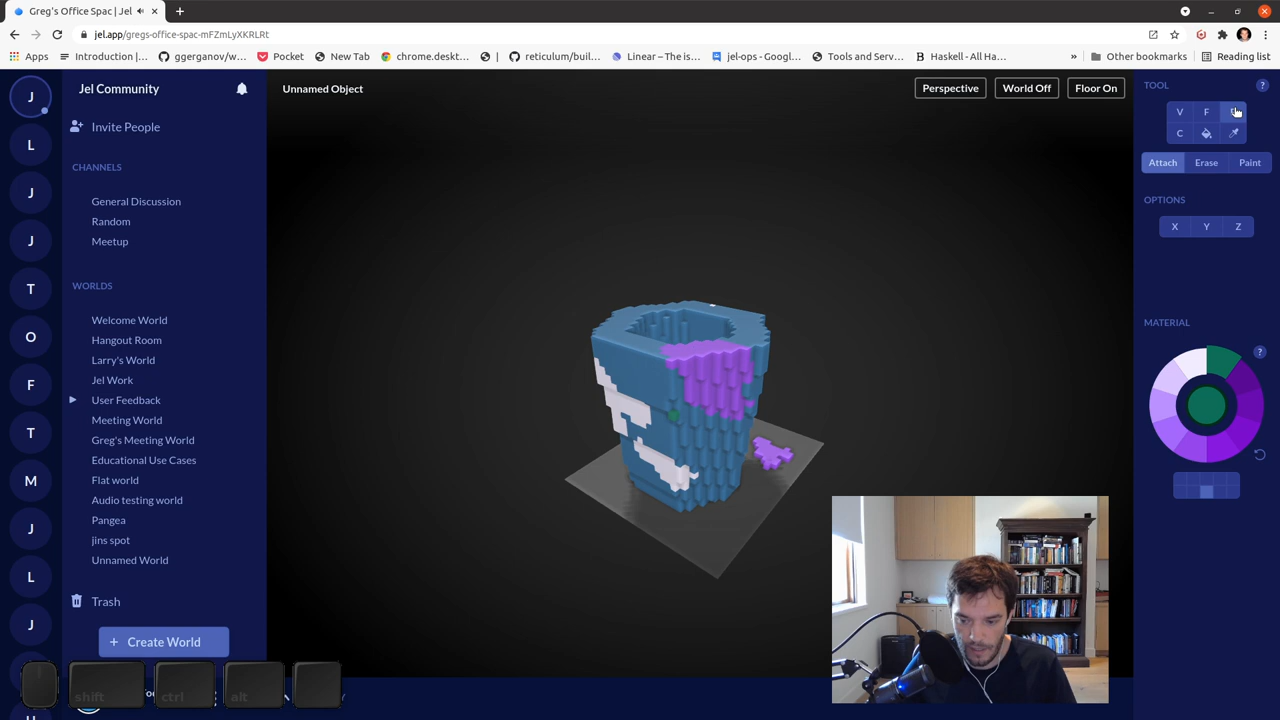 Greg's Office Spac | Jel
jel.app/gregs-office-spac-mFZmLyXKRLRt
Apps
Introduction |…
ggerganov/w…
Pocket
New Tab
chrome.deskt…
|
reticulum/buil…
Linear – The is…
jel-ops - Googl…
Tools and Serv…
Haskell - All Ha…
»
Other bookmarks
Reading list
J
L
J
J
T
O
F
T
M
J
L
J
Jel Community
Invite People
CHANNELS
General Discussion
Random
Meetup
WORLDS
Welcome World
Hangout Room
Larry's World
Jel Work
User Feedback
Meeting World
Greg's Meeting World
Educational Use Cases
Flat world
Audio testing world
Pangea
jins spot
Unnamed World
Trash
+ Create World
shift
ctrl
alt
Unnamed Object
Perspective
World Off
Floor On
TOOL
?
V
F
C
Attach
Erase
Paint
OPTIONS
X
Y
Z
MATERIAL
?